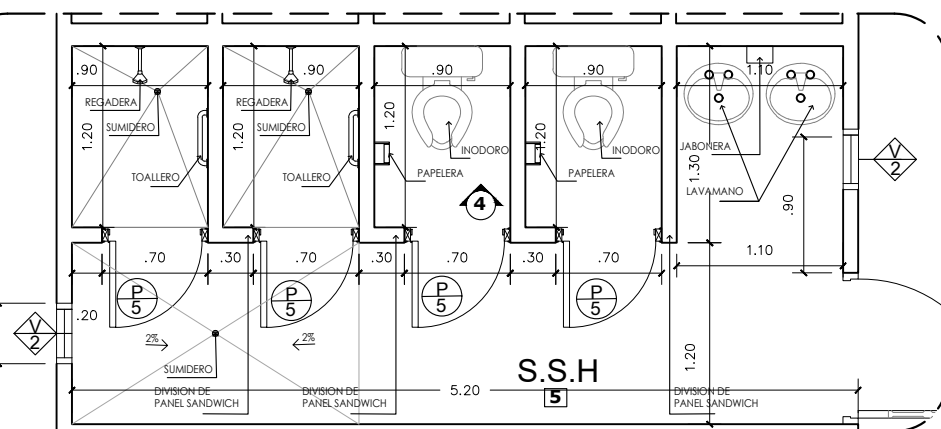 .90
.90
.90
.90
1.10
REGADERA
REGADERA
SUMIDERO
SUMIDERO
1.20
1.20
1.20
1.20
INODORO
INODORO
JABONERA
TOALLERO
TOALLERO
PAPELERA
PAPELERA
1.30
LAVAMANO
.90
4
V
2
.70
.30
.70
.30
.70
.30
.70
1.10
P
5
P
5
P
5
P
5
.20
V
2
2%
2%
SUMIDERO
1.20
S.S.H
5
5.20
DIVISION DE
PANEL SANDWICH
DIVISION DE
PANEL SANDWICH
DIVISION DE
PANEL SANDWICH